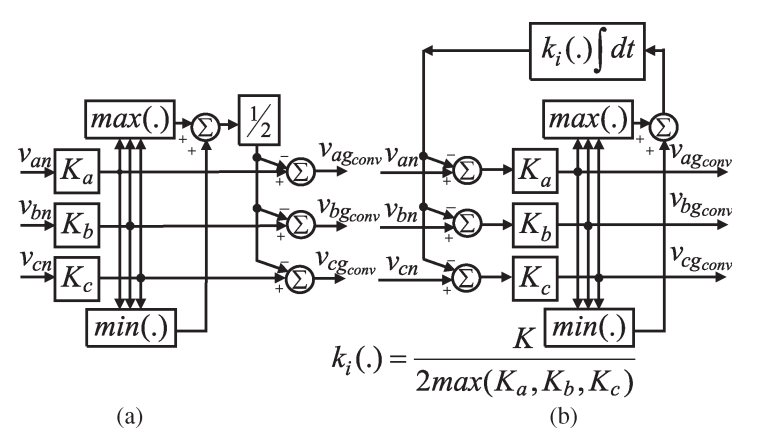 max(.)
Σ
½
v_an
K_a
Σ
v_ag_conv
v_bn
K_b
Σ
v_bg_conv
v_cn
K_c
Σ
v_cg_conv
min(.)
(a)
k_i(.)∫dt
max(.)
Σ
v_an
Σ
K_a
v_ag_conv
v_bn
Σ
K_b
v_bg_conv
v_cn
Σ
K_c
v_cg_conv
min(.)
k_i(.) = K / 2max(K_a, K_b, K_c)
(b)